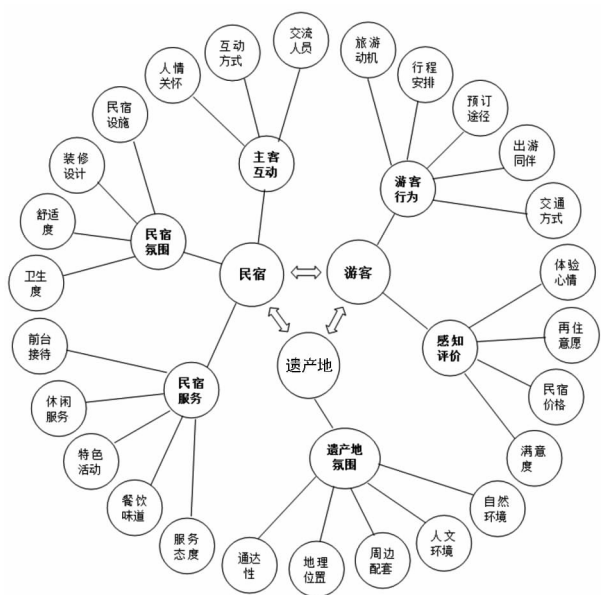 交流
人员
互动
方式
人情
关怀
主客
互动
民宿
设施
装修
设计
舒适
度
卫生
度
民宿
氛围
旅游
动机
行程
安排
预订
途径
出游
同伴
交通
方式
游客
行为
民宿
游客
遗产地
体验
心情
再住
意愿
民宿
价格
满意
度
感知
评价
前台
接待
休闲
服务
特色
活动
餐饮
味道
服务
态度
民宿
服务
遗产地
氛围
通达
性
地理
位置
周边
配套
人文
环境
自然
环境